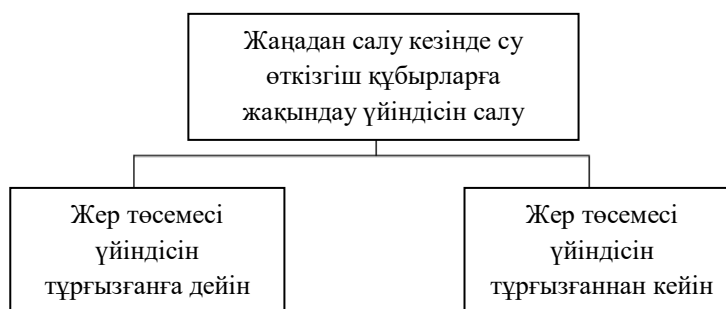 Жаңадан салу кезінде су
өткізгіш құбырларға
жақындау үйіндісін салу
Жер төсемесі
үйіндісін
тұрғызғанға дейін
Жер төсемесі
үйіндісін
тұрғызғаннан кейін